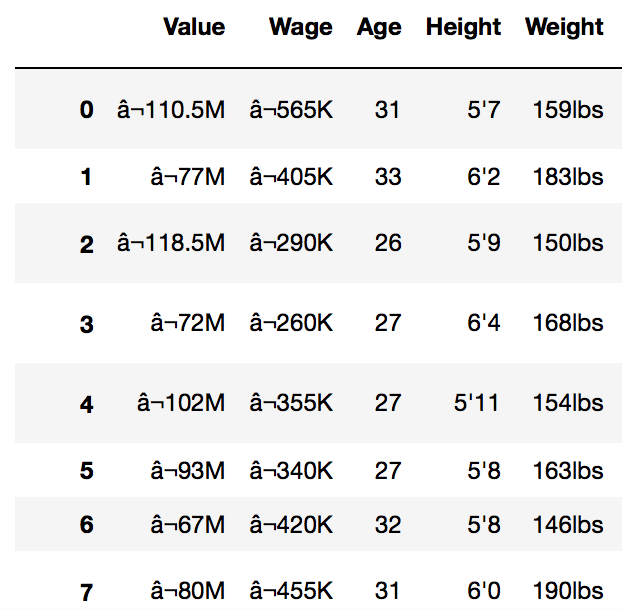 Value Wage Age Height Weight
0 â¬110.5M â¬565K 31 5'7 159lbs
1 â¬77M â¬405K 33 6'2 183lbs
2 â¬118.5M â¬290K 26 5'9 150lbs
3 â¬72M â¬260K 27 6'4 168lbs
4 â¬102M â¬355K 27 5'11 154lbs
5 â¬93M â¬340K 27 5'8 163lbs
6 â¬67M â¬420K 32 5'8 146lbs
7 â¬80M â¬455K 31 6'0 190lbs